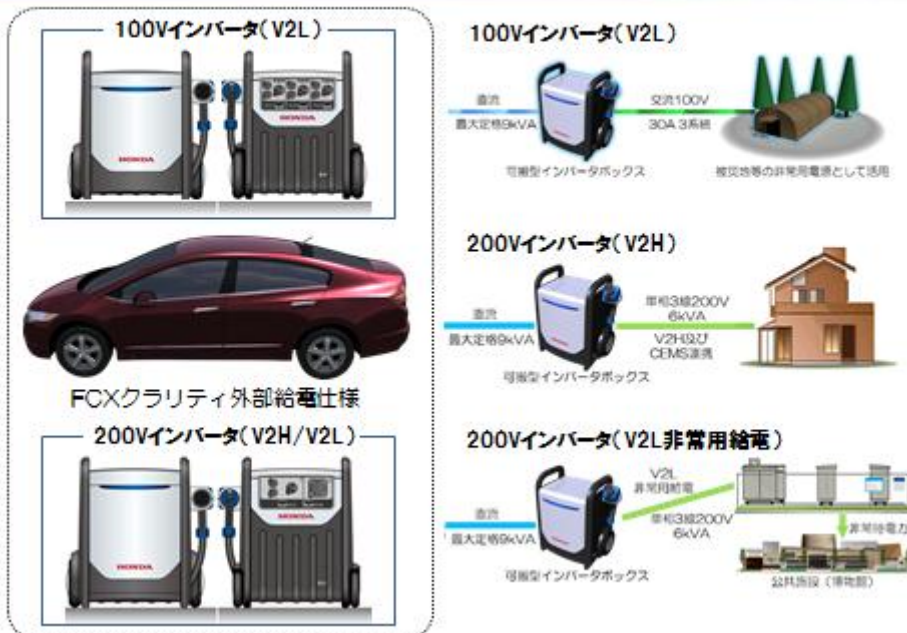 100Vインバータ(V2L)
HONDA
HONDA
FCXクラリティ外部給電仕様
200Vインバータ(V2H/V2L)
HONDA
HONDA
100Vインバータ(V2L)
直流
最大定格9kVA
交流100V
30A 3系統
可搬型インバータボックス
被災地等の非常用電源として活用
200Vインバータ(V2H)
直流
最大定格9kVA
単相3線200V
6kVA
V2H及び
CEMS連携
可搬型インバータボックス
200Vインバータ(V2L非常用給電)
直流
最大定格9kVA
V2L
非常用給電
単相3線200V
6kVA
可搬型インバータボックス
非常時電力
公共施設(博物館)